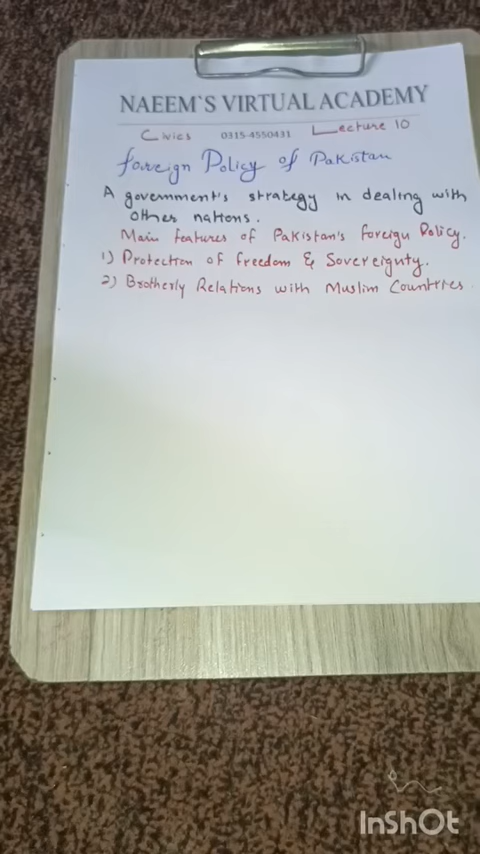 NAEEM`S VIRTUAL ACADEMY
Civics 0315-4550431 Lecture 10
Foreign Policy of Pakistan
A government's strategy in dealing with
other nations.
Main features of Pakistan's foreign Policy.
1) Protection of freedom & Sovereignty.
2) Brotherly Relations with Muslim Countries.
InShOt